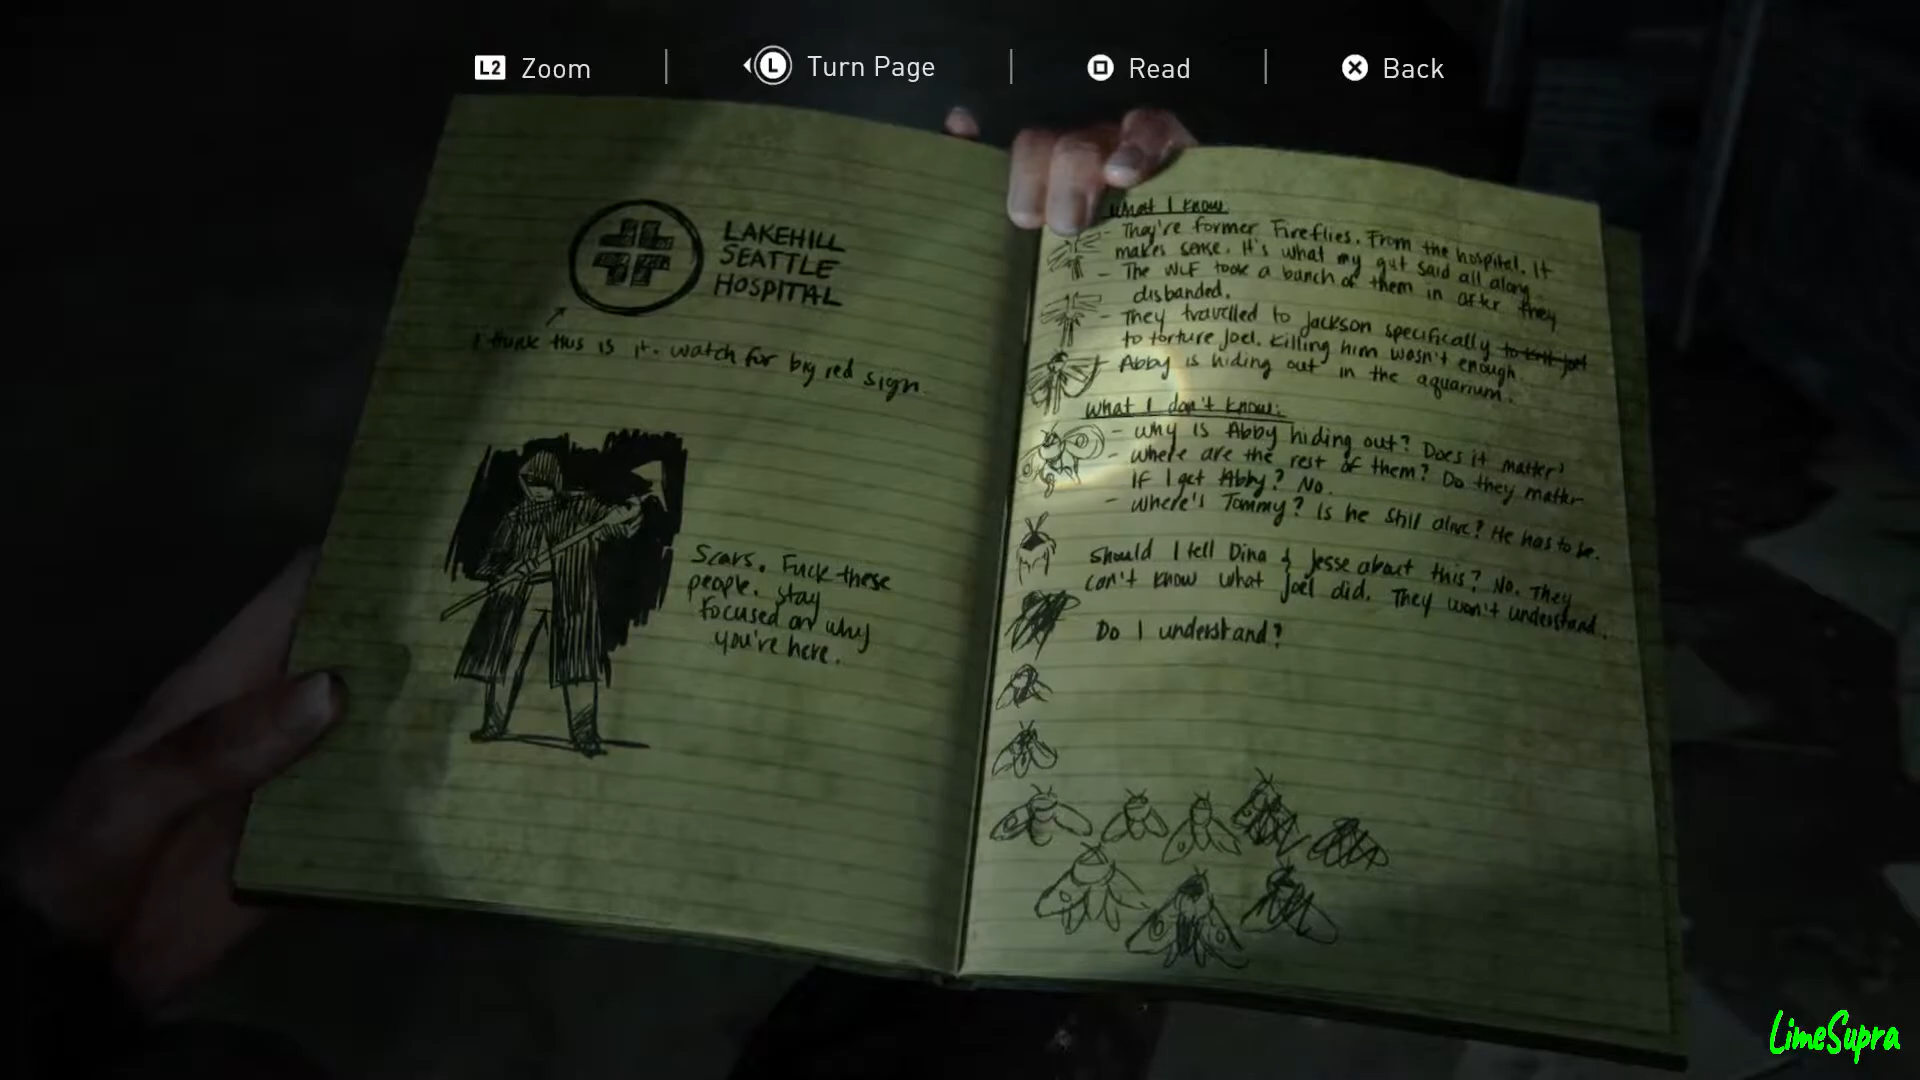 L2 Zoom
L Turn Page
Read
Back
LAKEHILL
SEATTLE
HOSPITAL
I think this is it. watch for big red sign.
Scars. Fuck these
people. Stay
focused on why
you're here.
What I know:
- They're former Fireflies. From the hospital. It
makes sense. It's what my gut said all along.
- The WLF took a bunch of them in after they
disbanded.
- They travelled to Jackson specifically to kill Joel
to torture Joel. Killing him wasn't enough.
- Abby is hiding out in the aquarium.
What I don't know:
- Why is Abby hiding out? Does it matter?
- Where are the rest of them? Do they matter
if I get Abby? No.
- Where's Tommy? Is he still alive? He has to be.
Should I tell Dina & Jesse about this? No. They
can't know what Joel did. They won't understand.
Do I understand?
LimeSupra